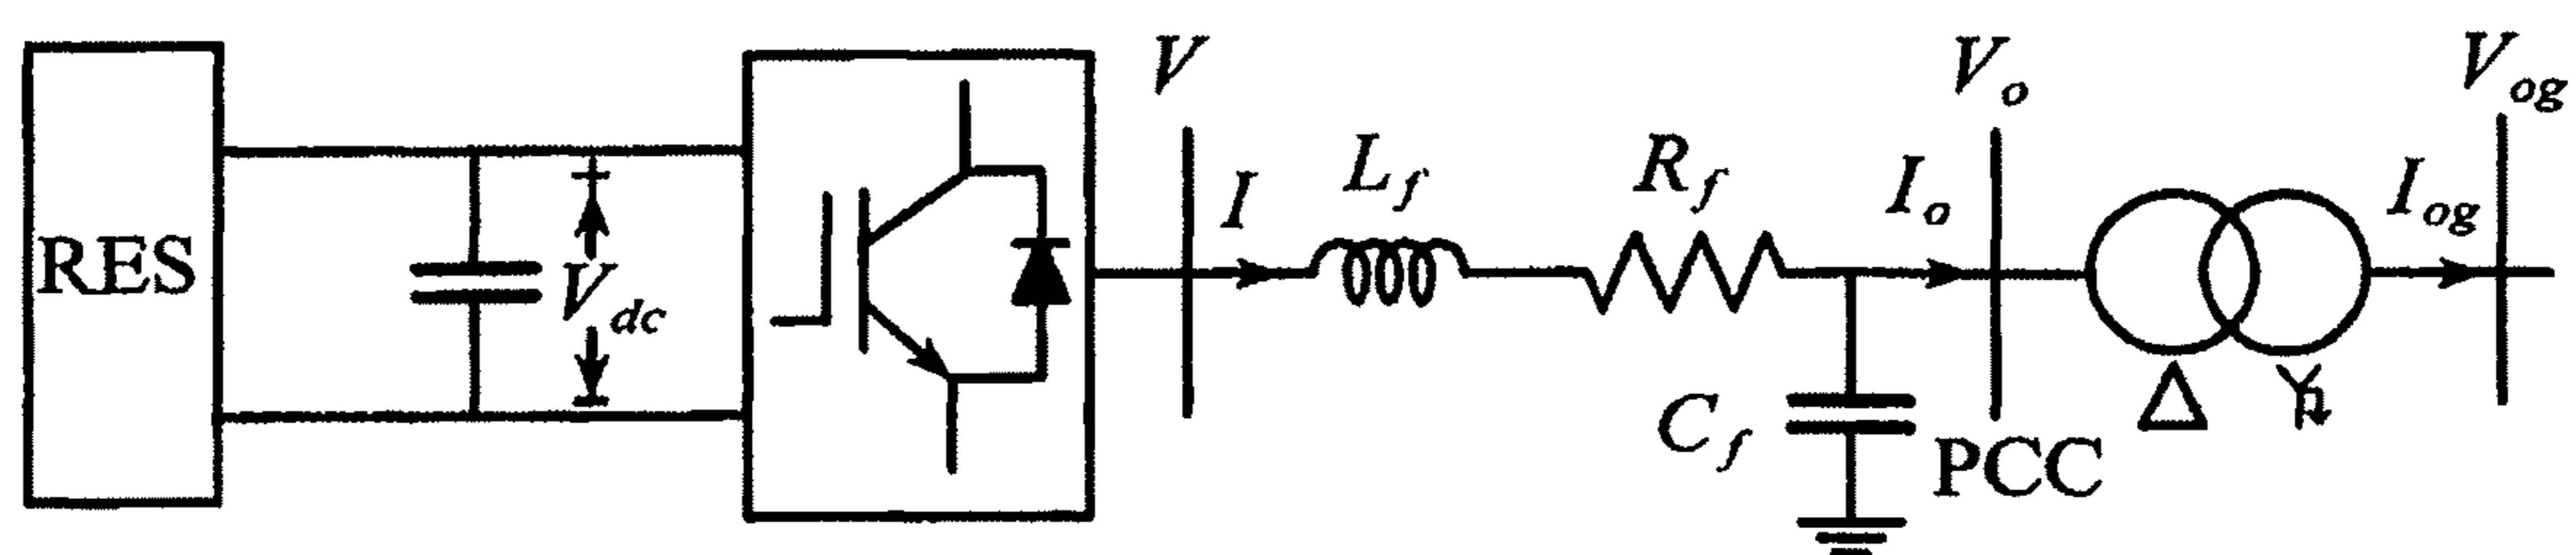 RES
V_dc
V
I
L_f
R_f
C_f
I_o
V_o
PCC
Δ
Y
I_og
V_og